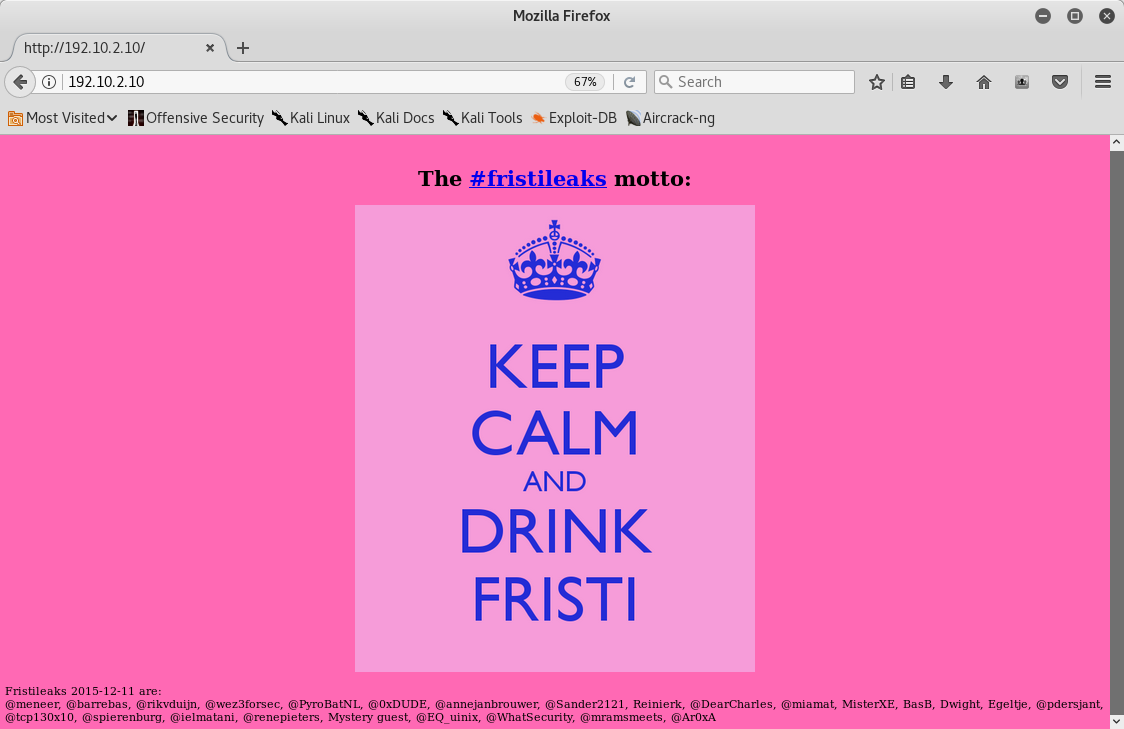 Mozilla Firefox
http://192.10.2.10/
192.10.2.10
67%
Search
Most Visited
Offensive Security
Kali Linux
Kali Docs
Kali Tools
Exploit-DB
Aircrack-ng
The #fristileaks motto:
KEEP
CALM
AND
DRINK
FRISTI
Fristileaks 2015-12-11 are:
@meneer, @barrebas, @rikvduijn, @wez3forsec, @PyroBatNL, @0xDUDE, @annejanbrouwer, @Sander2121, Reinierk, @DearCharles, @miamat, MisterXE, BasB, Dwight, Egeltje, @pdersjant,
@tcp130x10, @spierenburg, @ielmatani, @renepieters, Mystery guest, @EQ_uinix, @WhatSecurity, @mramsmeets, @Ar0xA